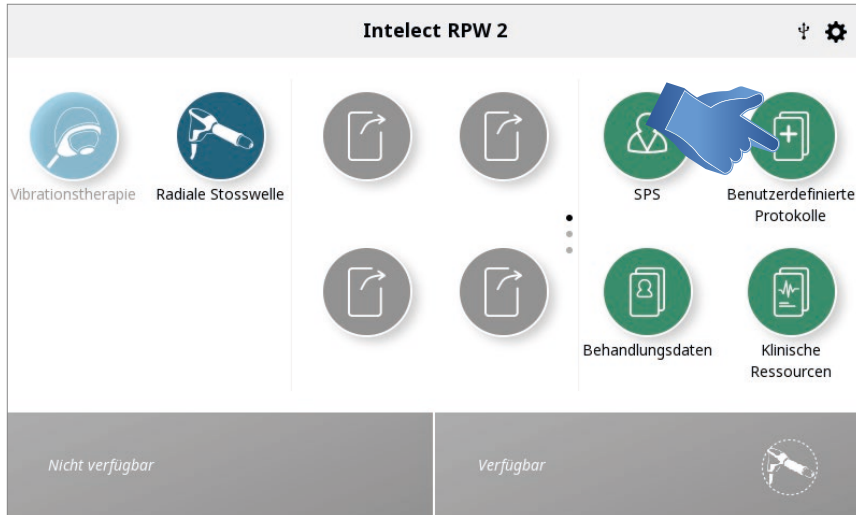 Intelect RPW 2
Vibrationstherapie
Radiale Stosswelle
SPS
Benutzerdefinierte
Protokolle
Behandlungsdaten
Klinische
Ressourcen
Nicht verfügbar
Verfügbar